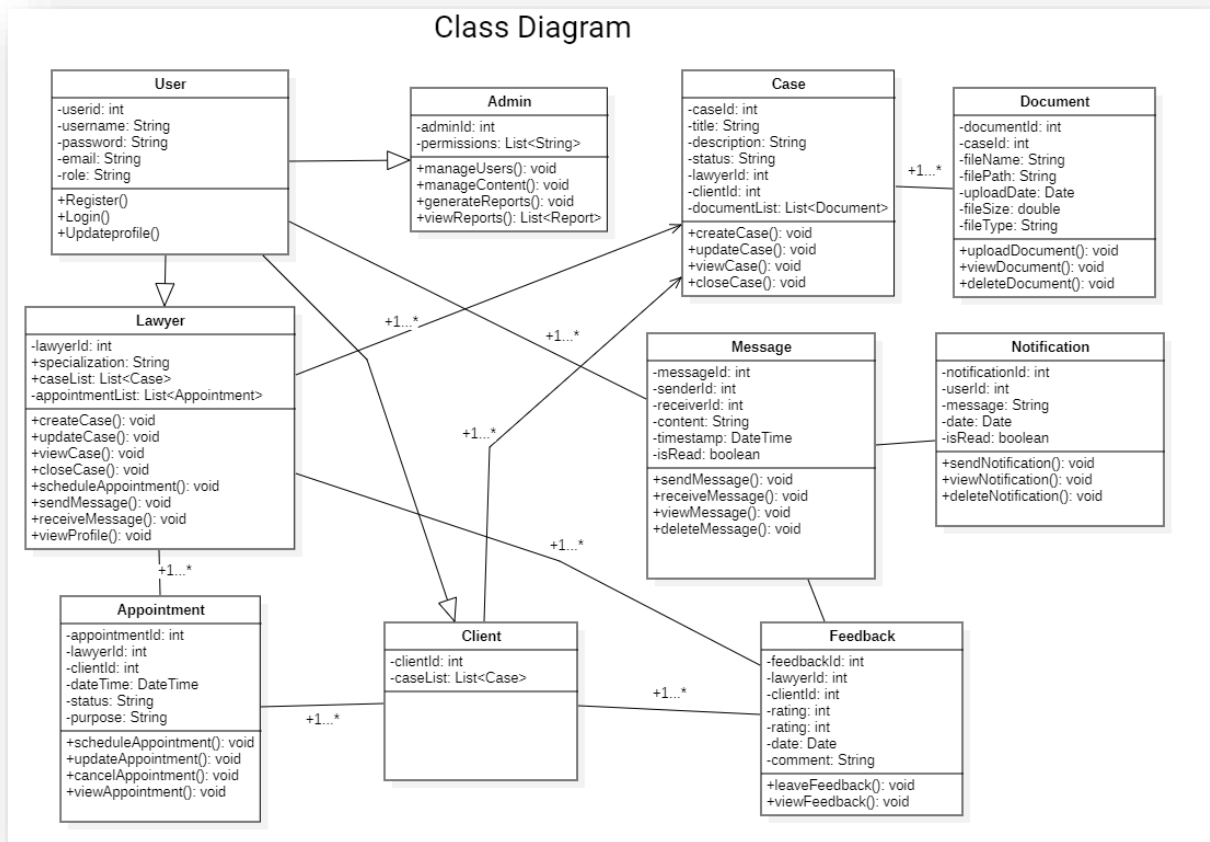 Class Diagram
User
-userid: int
-username: String
-password: String
-email: String
-role: String
+Register()
+Login()
+Updateprofile()
Admin
-adminId: int
-permissions: List<String>
+manageUsers(): void
+manageContent(): void
+generateReports(): void
+viewReports(): List<Report>
Case
-caseId: int
-title: String
-description: String
-status: String
-lawyerId: int
-clientId: int
-documentList: List<Document>
+createCase(): void
+updateCase(): void
+viewCase(): void
+closeCase(): void
+1...*
Document
-documentId: int
-caseId: int
-fileName: String
-filePath: String
-uploadDate: Date
-fileSize: double
-fileType: String
+uploadDocument(): void
+viewDocument(): void
+deleteDocument(): void
Lawyer
-lawyerId: int
+specialization: String
+caseList: List<Case>
-appointmentList: List<Appointment>
+createCase(): void
+updateCase(): void
+viewCase(): void
+closeCase(): void
+scheduleAppointment(): void
+sendMessage(): void
+receiveMessage(): void
+viewProfile(): void
+1...*
+1...*
+1...*
+1...*
Message
-messageId: int
-senderId: int
-receiverId: int
-content: String
-timestamp: DateTime
-isRead: boolean
+sendMessage(): void
+receiveMessage(): void
+viewMessage(): void
+deleteMessage(): void
Notification
-notificationId: int
-userId: int
-message: String
-date: Date
-isRead: boolean
+sendNotification(): void
+viewNotification(): void
+deleteNotification(): void
+1...*
Appointment
-appointmentId: int
-lawyerId: int
-clientId: int
-dateTime: DateTime
-status: String
-purpose: String
+scheduleAppointment(): void
+updateAppointment(): void
+cancelAppointment(): void
+viewAppointment(): void
+1...*
Client
-clientId: int
-caseList: List<Case>
+1...*
Feedback
-feedbackId: int
-lawyerId: int
-clientId: int
-rating: int
-rating: int
-date: Date
-comment: String
+leaveFeedback(): void
+viewFeedback(): void